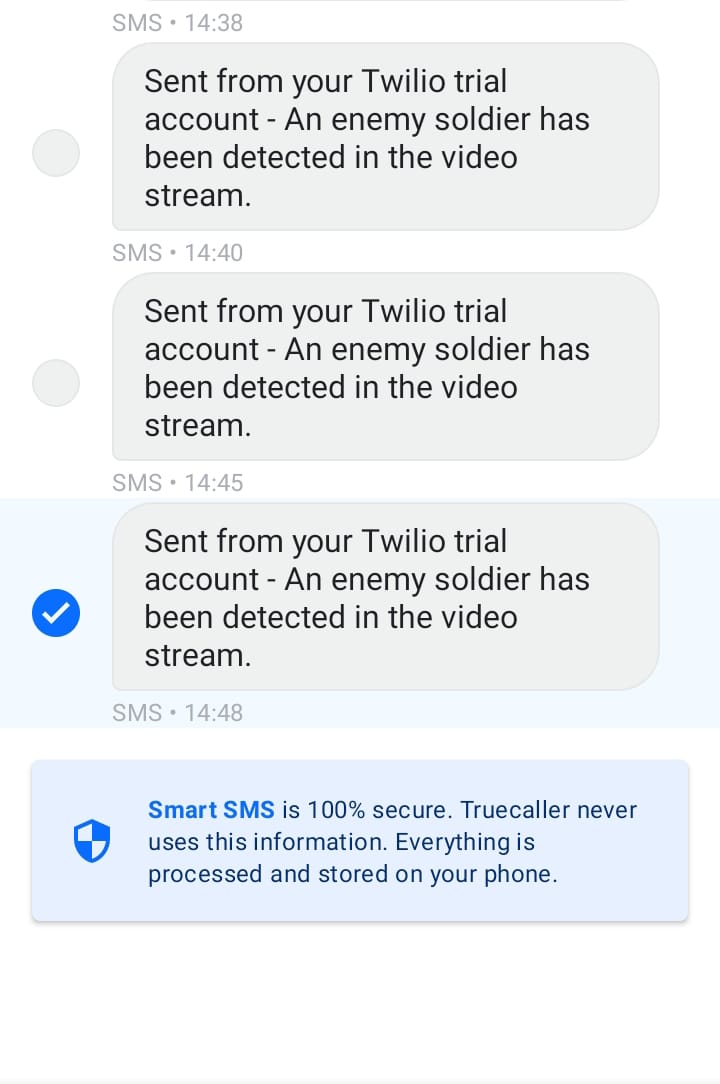 SMS • 14:38
Sent from your Twilio trial
account - An enemy soldier has
been detected in the video
stream.
SMS • 14:40
Sent from your Twilio trial
account - An enemy soldier has
been detected in the video
stream.
SMS • 14:45
Sent from your Twilio trial
account - An enemy soldier has
been detected in the video
stream.
SMS • 14:48
Smart SMS is 100% secure. Truecaller never
uses this information. Everything is
processed and stored on your phone.